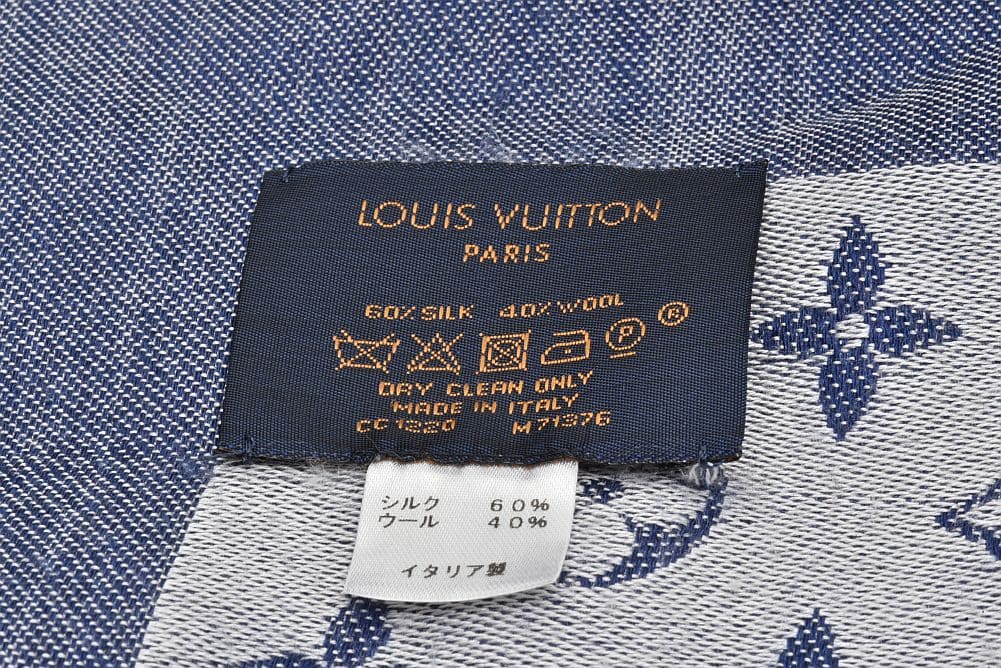 LOUIS VUITTON
PARIS
60% SILK 40% WOOL
P ®
DRY CLEAN ONLY
MADE IN ITALY
CC1220 M71376
シルク 60%
ウール 40%
イタリア製